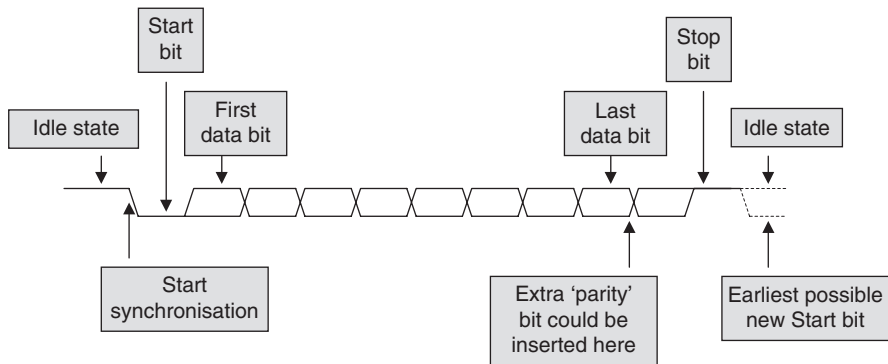 Start
bit
Stop
bit
Idle state
First
data bit
Last
data bit
Idle state
Start
synchronisation
Extra ‘parity’
bit could be
inserted here
Earliest possible
new Start bit